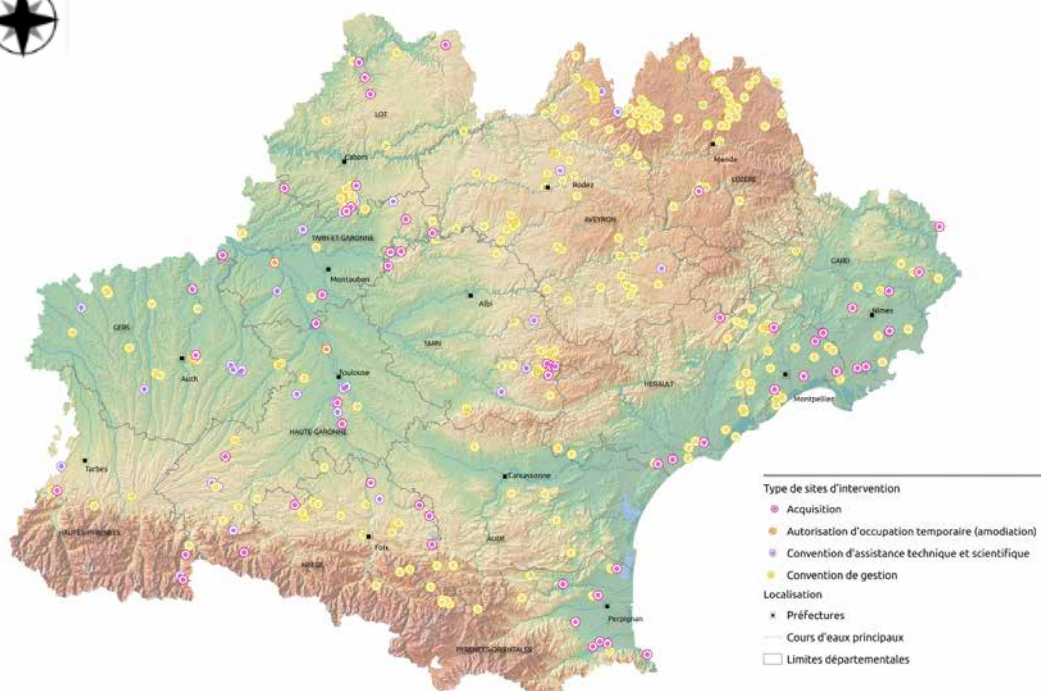 LOT
Cahors
Mende
LOZÈRE
Rodez
AVEYRON
TARN-ET-GARONNE
Montauban
GARD
Albi
Nîmes
GERS
TARN
Auch
Toulouse
HÉRAULT
Montpellier
HAUTE-GARONNE
Tarbes
Carcassonne
HAUTES-PYRÉNÉES
Foix
AUDE
ARIÈGE
Perpignan
PYRÉNÉES-ORIENTALES
Type de sites d'intervention
Acquisition
Autorisation d'occupation temporaire (amodiation)
Convention d'assistance technique et scientifique
Convention de gestion
Localisation
Préfectures
Cours d'eaux principaux
Limites départementales